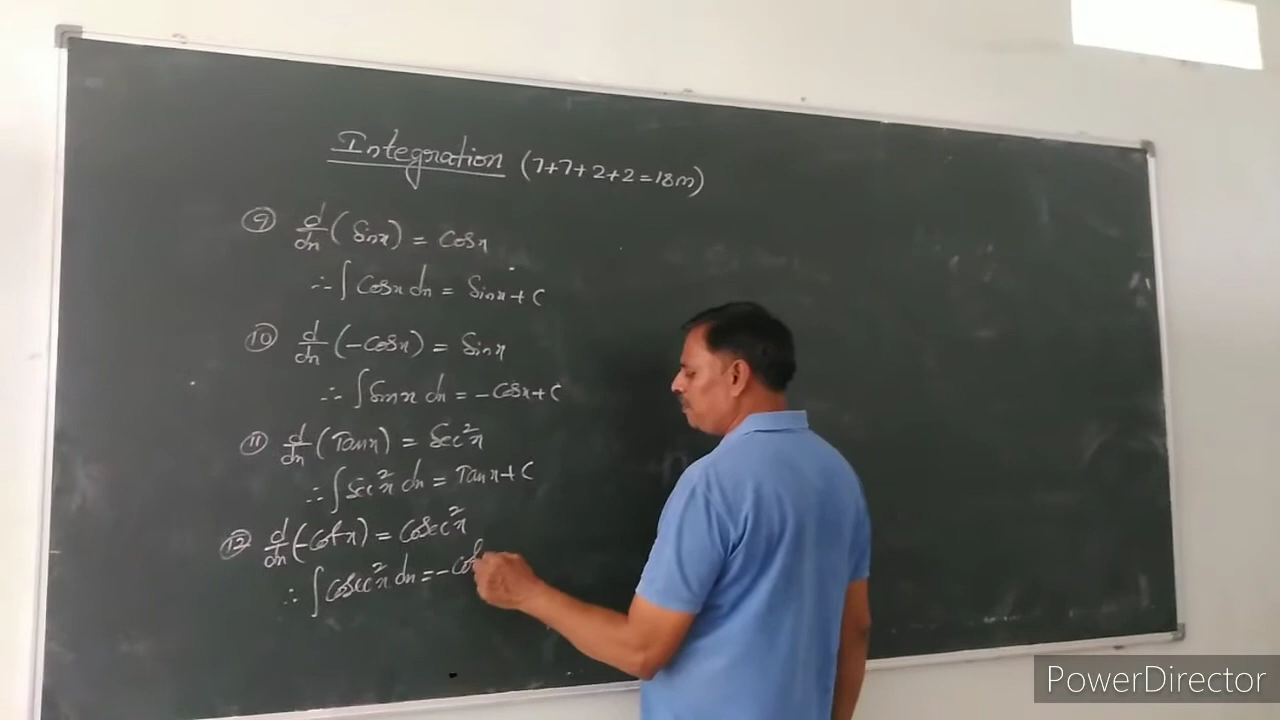 Integration (7+7+2+2=18m)
⑨ d/dx (Sinx) = Cosx
∴ ∫ Cosx dx = Sinx + C
⑩ d/dx (-Cosx) = Sinx
∴ ∫ Sinx dx = -Cosx + C
⑪ d/dx (Tanx) = Sec²x
∴ ∫ Sec²x dx = Tanx + C
⑫ d/dx (-Cotx) = Cosec²x
∴ ∫ Cosec²x dx = -Cot
PowerDirector